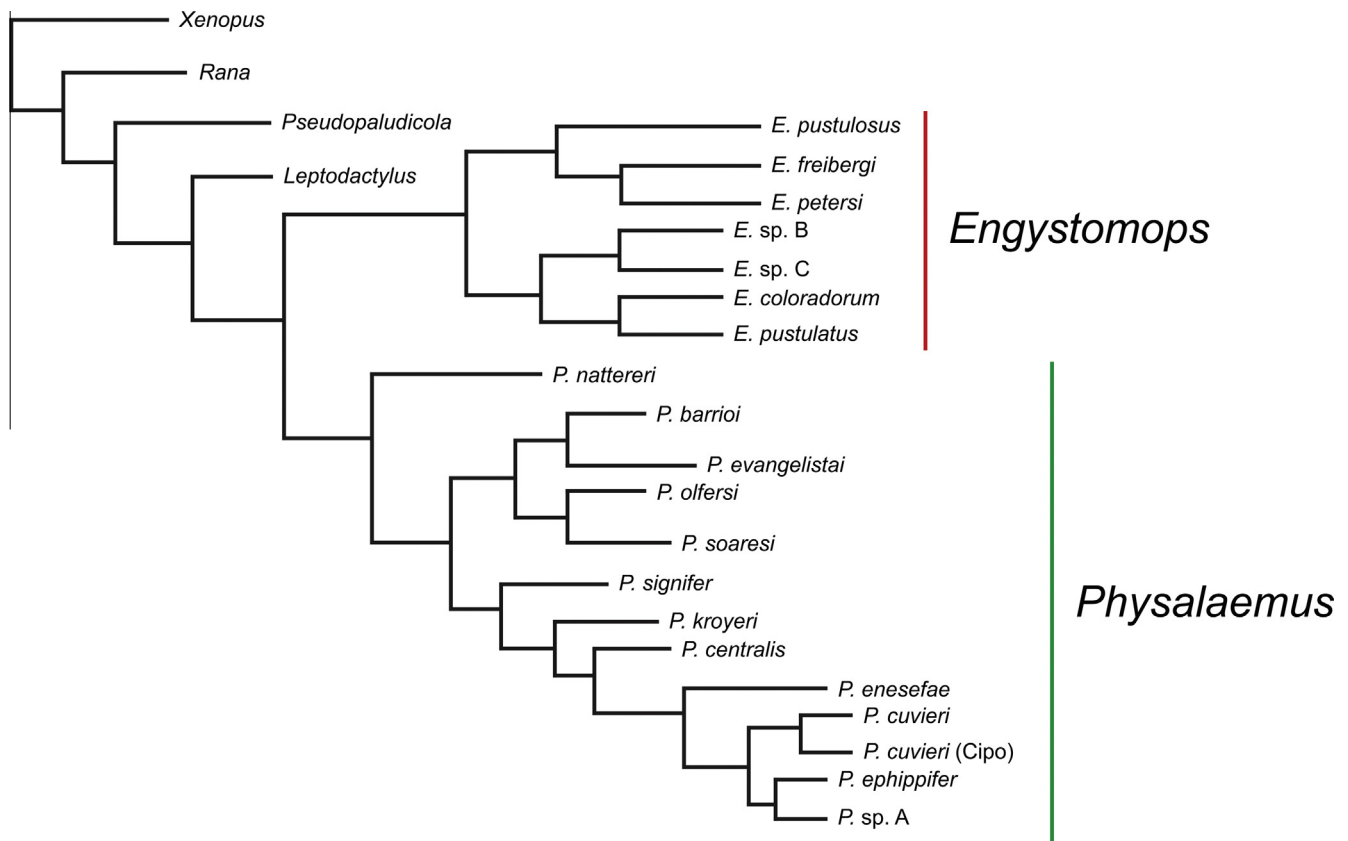 Xenopus
Rana
Pseudopaludicola
Leptodactylus
E. pustulosus
E. freibergi
E. petersi
E. sp. B
E. sp. C
E. coloradorum
E. pustulatus
Engystomops
P. nattereri
P. barrioi
P. evangelistai
P. olfersi
P. soaresi
P. signifer
P. kroyeri
P. centralis
P. enesefae
P. cuvieri
P. cuvieri (Cipo)
P. ephippifer
P. sp. A
Physalaemus